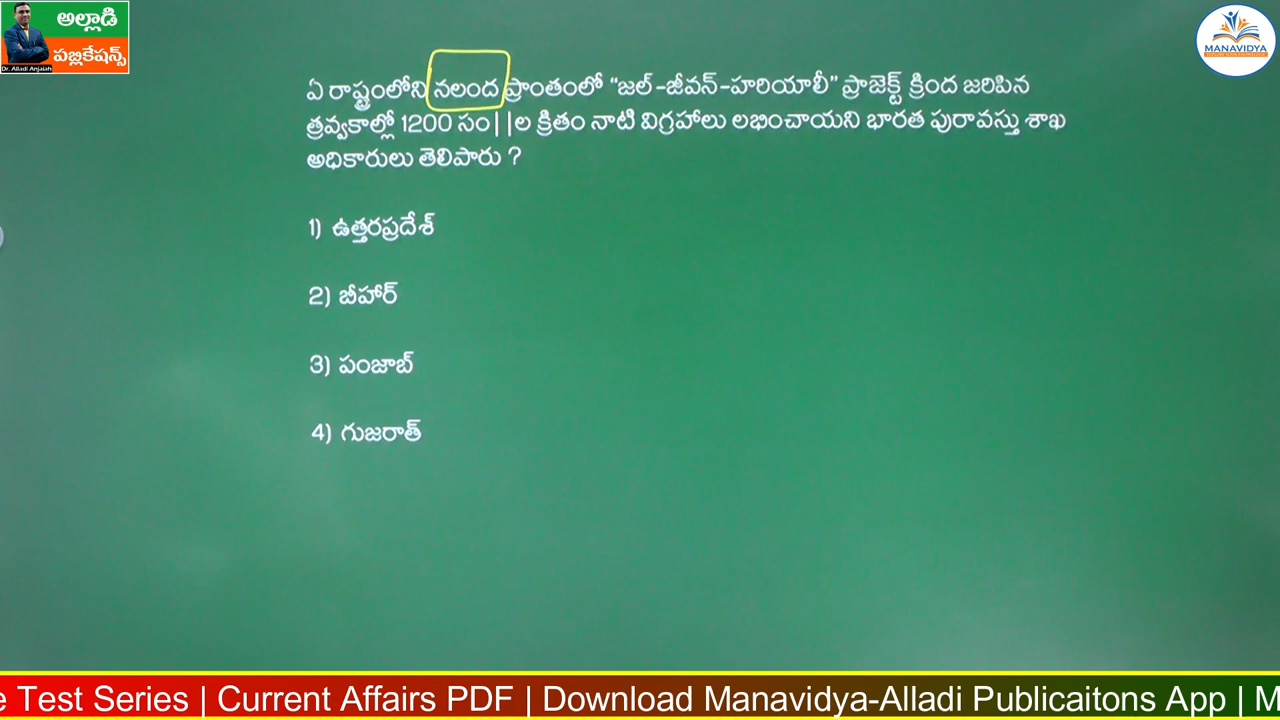 అల్లాడి
పబ్లికేషన్స్
Dr. Alladi Anjaiah
MANAVIDYA
ఏ రాష్ట్రంలోని నలంద ప్రాంతంలో "జల్-జీవన్-హరియాలీ" ప్రాజెక్ట్ క్రింద జరిపిన
త్రవ్వకాల్లో 1200 సం||ల క్రితం నాటి విగ్రహాలు లభించాయని భారత పురావస్తు శాఖ
అధికారులు తెలిపారు ?
1) ఉత్తరప్రదేశ్
2) బీహార్
3) పంజాబ్
4) గుజరాత్
e Test Series | Current Affairs PDF | Download Manavidya-Alladi Publicaitons App | M